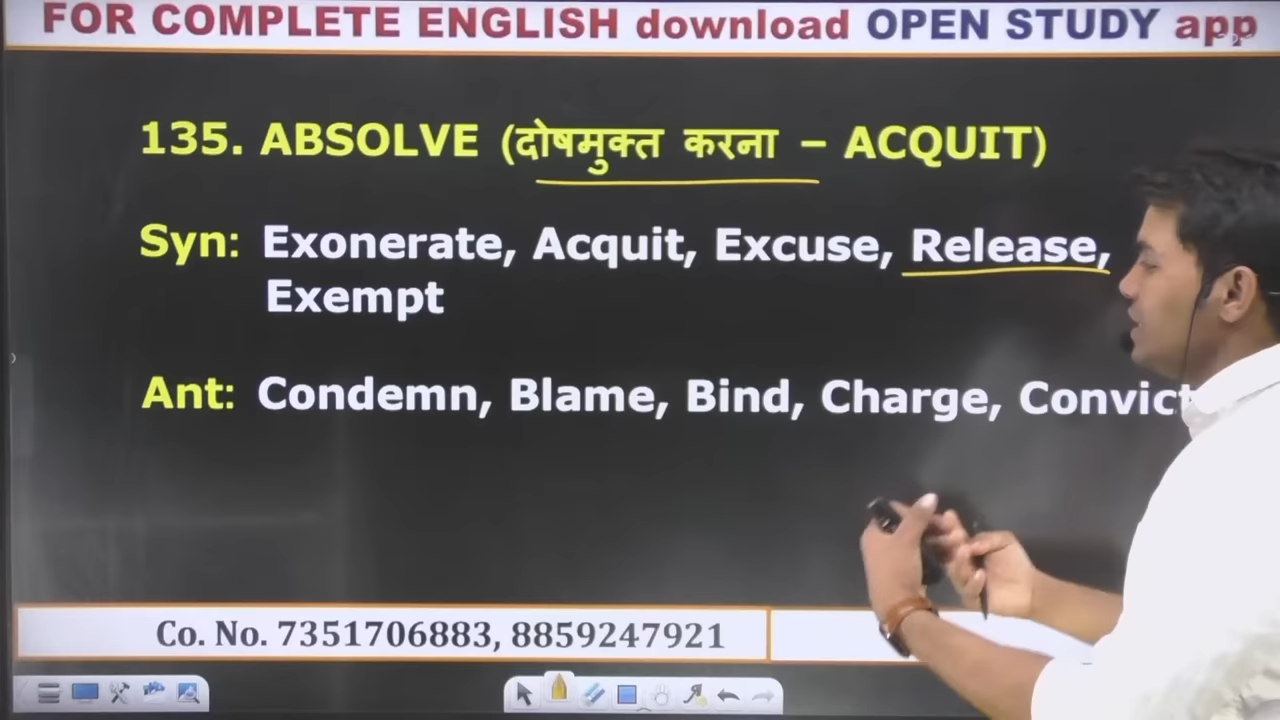 FOR COMPLETE ENGLISH download OPEN STUDY app
135. ABSOLVE (दोषमुक्त करना – ACQUIT)
Syn: Exonerate, Acquit, Excuse, Release,
Exempt
Ant: Condemn, Blame, Bind, Charge, Convict
Co. No. 7351706883, 8859247921